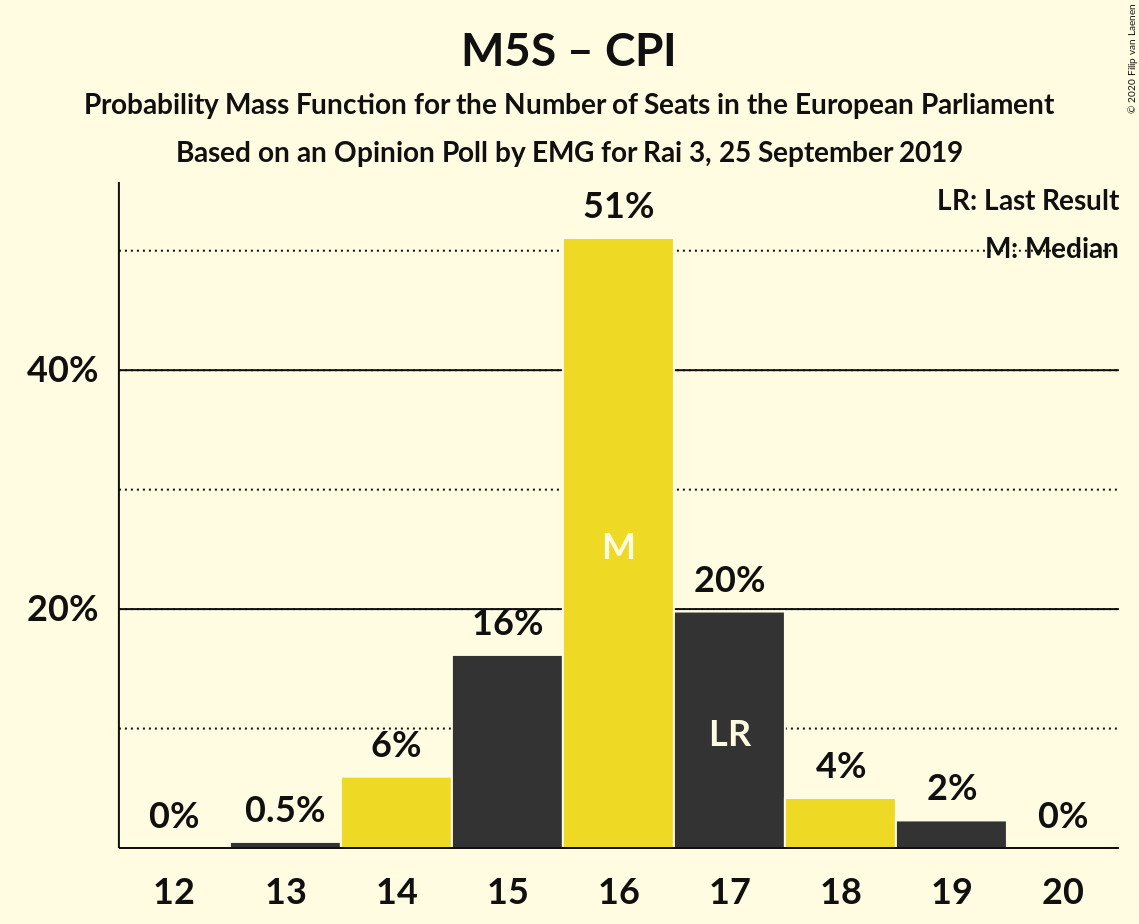 M5S – CPI
Probability Mass Function for the Number of Seats in the European Parliament
Based on an Opinion Poll by EMG for Rai 3, 25 September 2019
© 2020 Filip van Laenen
LR: Last Result
M: Median
51%
40%
M
20%
20%
16%
LR
6%
4%
2%
0%
0.5%
0%
12 13 14 15 16 17 18 19 20